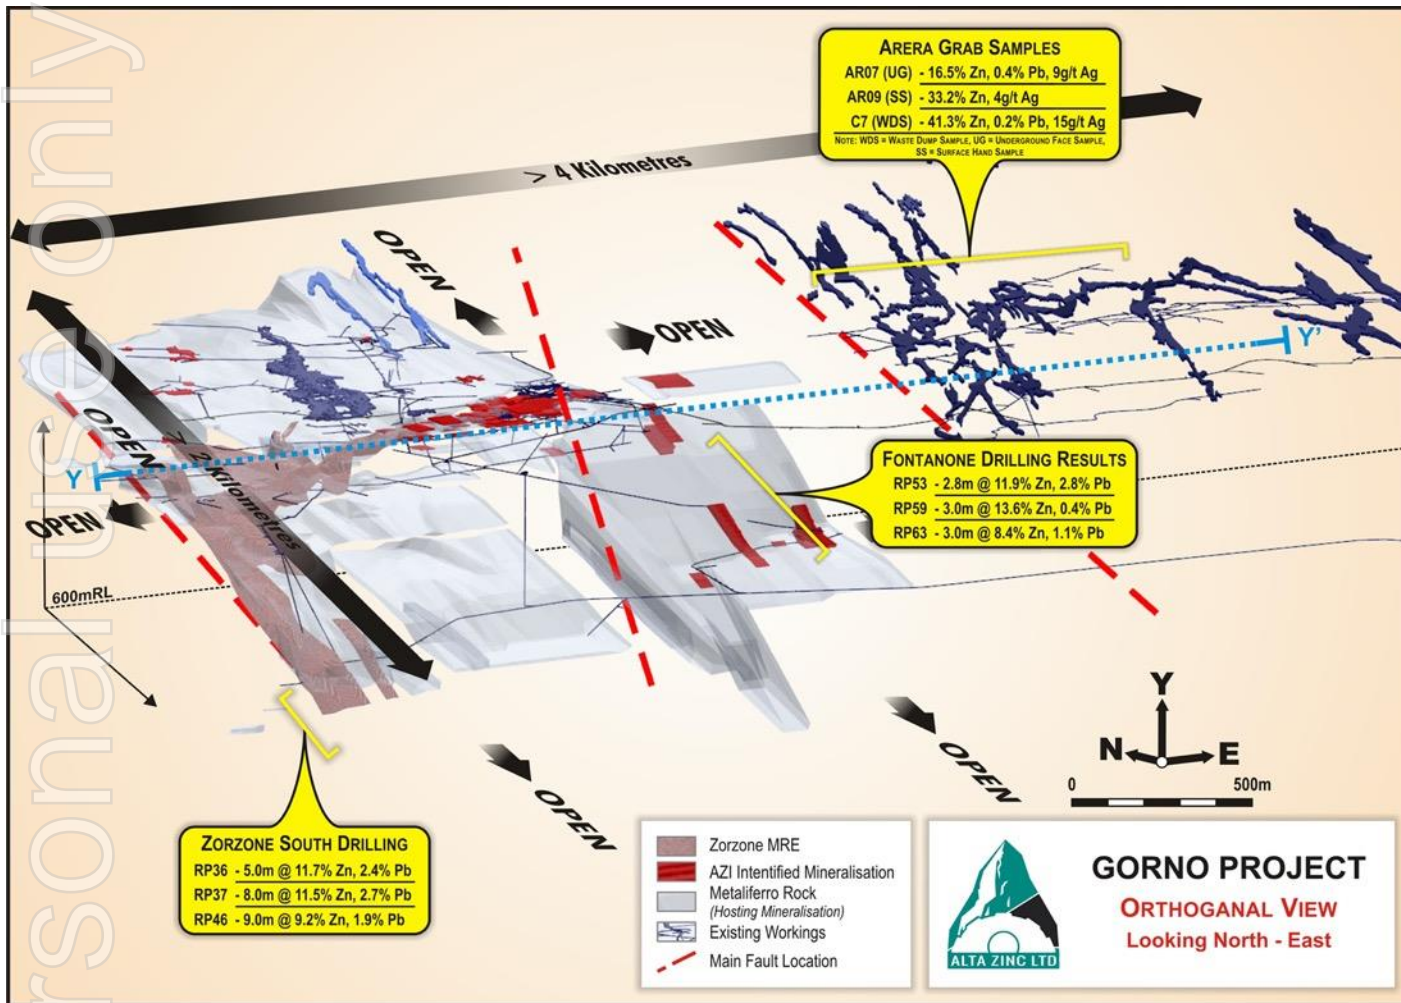 rsonal use only
ARERA GRAB SAMPLES
AR07 (UG) - 16.5% Zn, 0.4% Pb, 9g/t Ag
AR09 (SS) - 33.2% Zn, 4g/t Ag
C7 (WDS) - 41.3% Zn, 0.2% Pb, 15g/t Ag
NOTE: WDS = WASTE DUMP SAMPLE, UG = UNDERGROUND FACE SAMPLE,
SS = SURFACE HAND SAMPLE
> 4 Kilometres
OPEN
OPEN
Y'
OPEN
> 2 Kilometres
Y
OPEN
FONTANONE DRILLING RESULTS
RP53 - 2.8m @ 11.9% Zn, 2.8% Pb
RP59 - 3.0m @ 13.6% Zn, 0.4% Pb
RP63 - 3.0m @ 8.4% Zn, 1.1% Pb
600mRL
OPEN
OPEN
Y
N
E
0 500m
ZORZONE SOUTH DRILLING
RP36 - 5.0m @ 11.7% Zn, 2.4% Pb
RP37 - 8.0m @ 11.5% Zn, 2.7% Pb
RP46 - 9.0m @ 9.2% Zn, 1.9% Pb
Zorzone MRE
AZI Intentified Mineralisation
Metaliferro Rock
(Hosting Mineralisation)
Existing Workings
Main Fault Location
ALTA ZINC LTD
GORNO PROJECT
ORTHOGANAL VIEW
Looking North - East